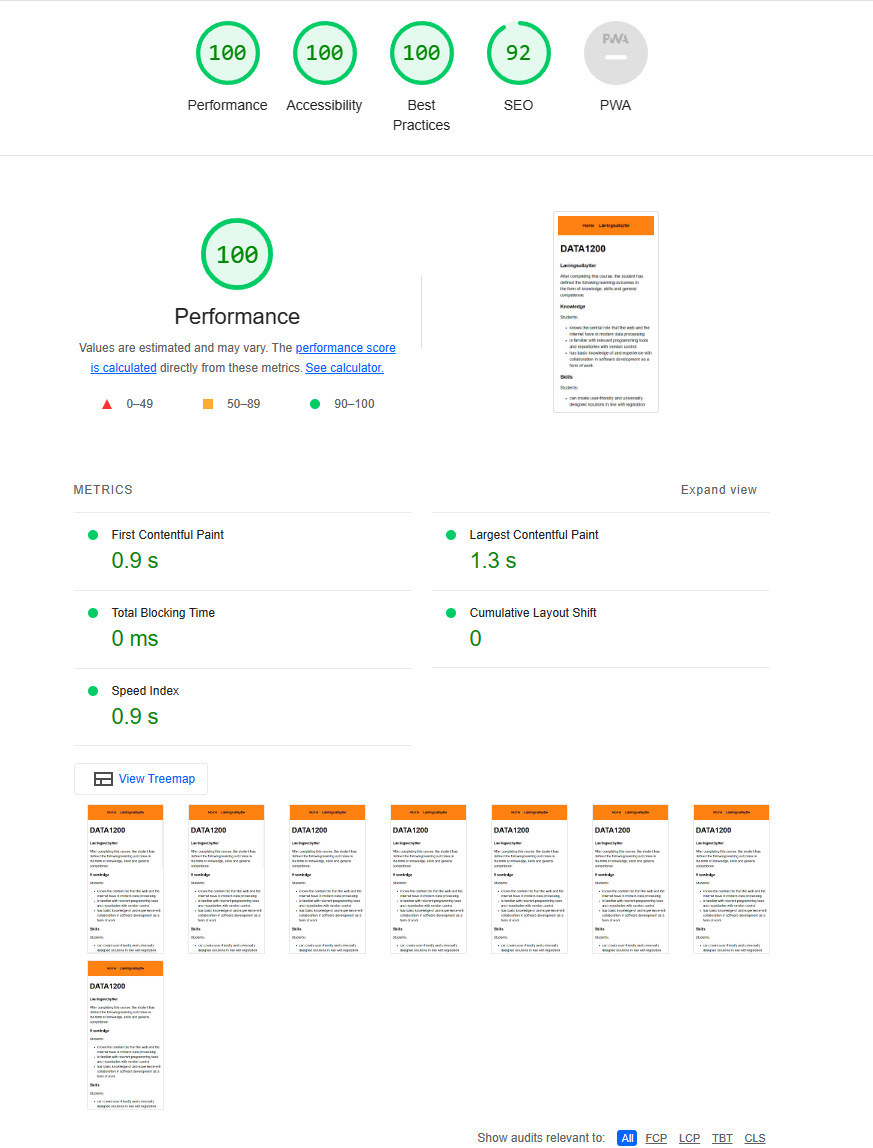 100 100 100 92 PWA
Performance Accessibility Best Practices SEO PWA
100
Performance
Values are estimated and may vary. The performance score
is calculated directly from these metrics. See calculator.
0–49 50–89 90–100
Home Læringsutbytter
DATA1200
Læringsutbytter
After completing this course, the student has
defined the following learning outcomes in
the form of knowledge, skills and general
competence:
Knowledge
Students:
knows the central role that the web and the
internet have in modern data processing
is familiar with relevant programming tools
and repositories with version control
has basic knowledge of and experience with
collaboration in software development as a
form of work
Skills
Students:
can create user-friendly and universally
designed solutions in line with legislation
METRICS Expand view
First Contentful Paint
0.9 s
Largest Contentful Paint
1.3 s
Total Blocking Time
0 ms
Cumulative Layout Shift
0
Speed Index
0.9 s
View Treemap
DATA1200 DATA1200 DATA1200 DATA1200 DATA1200 DATA1200 DATA1200
DATA1200
Show audits relevant to: All FCP LCP TBT CLS